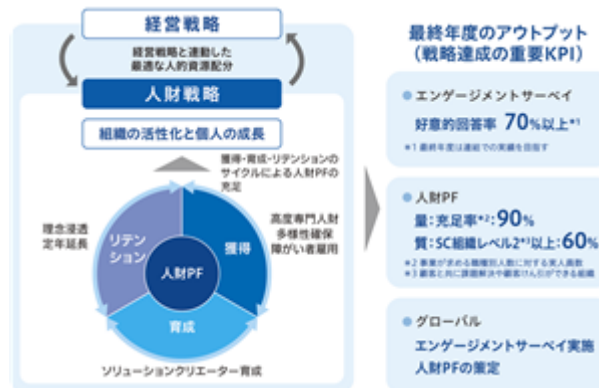 経営戦略
経営戦略と連動した
最適な人的資源配分
人財戦略
組織の活性化と個人の成長
獲得・育成・リテンションの
サイクルによる人財PFの
充足
理念浸透
定年延長
リテン
ション
獲得
高度専門人財
多様性確保
障がい者雇用
人財PF
育成
ソリューションクリエーター育成
最終年度のアウトプット
(戦略達成の重要KPI)
エンゲージメントサーベイ
好意的回答率 70%以上*1
*1 最終年度は連結での実績を目指す
人財PF
量:充足率*2:90%
質:SC組織レベル2*3以上:60%
*2 事業が求める職種別人数に対する実人員数
*3 顧客と共に課題解決や顧客けん引ができる組織
グローバル
エンゲージメントサーベイ実施
人財PFの策定